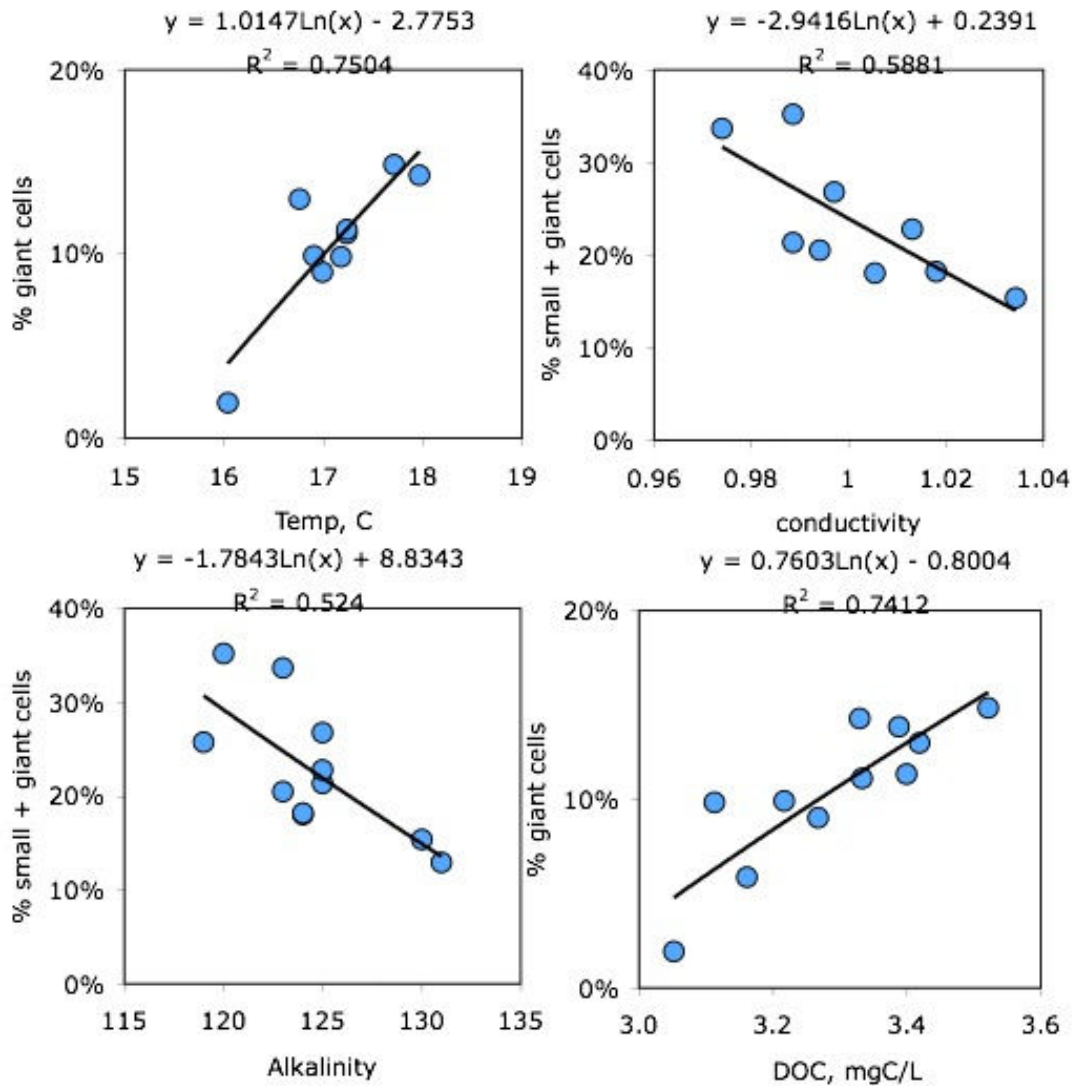 y = 1.0147Ln(x) - 2.7753
R² = 0.7504
20%
10%
0%
% giant cells
15 16 17 18 19
Temp, C
y = -2.9416Ln(x) + 0.2391
R² = 0.5881
40%
30%
20%
10%
0%
% small + giant cells
0.96 0.98 1 1.02 1.04
conductivity
y = -1.7843Ln(x) + 8.8343
R² = 0.524
40%
30%
20%
10%
0%
% small + giant cells
115 120 125 130 135
Alkalinity
y = 0.7603Ln(x) - 0.8004
R² = 0.7412
20%
10%
0%
% giant cells
3.0 3.2 3.4 3.6
DOC, mgC/L